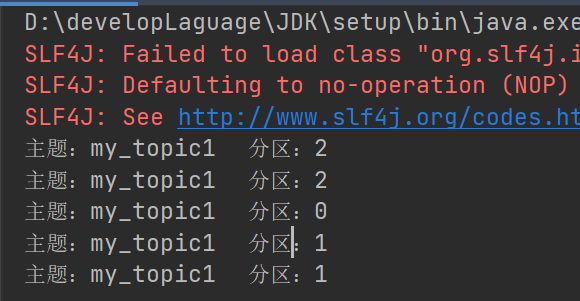 D:\developLaguage\JDK\setup\bin\java.exe
SLF4J: Failed to load class "org.slf4j.i
SLF4J: Defaulting to no-operation (NOP)
SLF4J: See http://www.slf4j.org/codes.ht
主题：my_topic1 分区：2
主题：my_topic1 分区：2
主题：my_topic1 分区：0
主题：my_topic1 分区：1
主题：my_topic1 分区：1